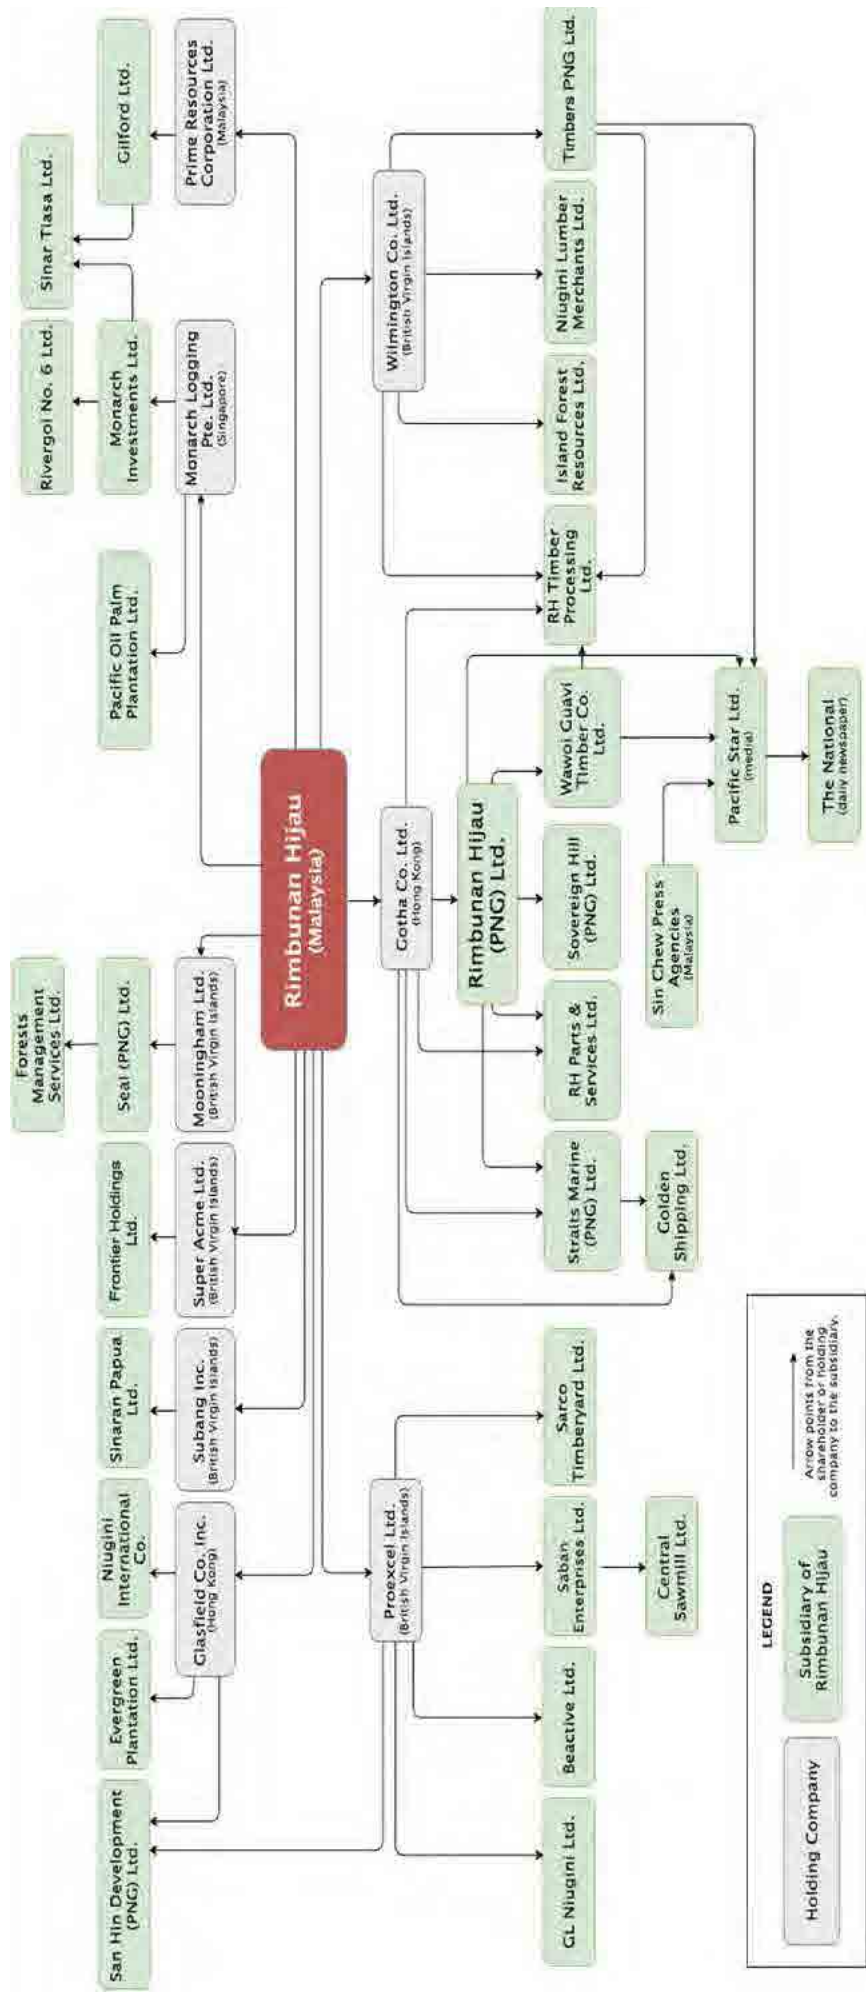 Forests
Management
Services Ltd.
Rivergoi No. 6 Ltd.
Sinar Tiasa Ltd.
San Hin Development
(PNG) Ltd.
Evergreen
Plantation Ltd.
Niugini
International
Co.
Sinaran Papua
Ltd.
Frontier Holdings
Ltd.
Seal (PNG) Ltd.
Pacific Oil Palm
Plantation Ltd.
Monarch
Investments Ltd.
Gilford Ltd.
Glasfield Co. Inc.
(Hong Kong)
Subang Inc.
(British Virgin Islands)
Super Acme Ltd.
(British Virgin Islands)
Mooningham Ltd.
(British Virgin Islands)
Monarch Logging
Pte. Ltd.
(Singapore)
Prime Resources
Corporation Ltd.
(Malaysia)
Rimbunan Hijau
(Malaysia)
Proexcel Ltd.
(British Virgin Islands)
Gotha Co. Ltd.
(Hong Kong)
Wilmington Co. Ltd.
(British Virgin Islands)
Rimbunan Hijau
(PNG) Ltd.
GL Niugini Ltd.
Beactive Ltd.
Saban
Enterprises Ltd.
Sarco
Timberyard Ltd.
Straits Marine
(PNG) Ltd.
RH Parts &
Services Ltd.
Sovereign Hill
(PNG) Ltd.
Wawoi Guavi
Timber Co.
Ltd.
RH Timber
Processing
Ltd.
Island Forest
Resources Ltd.
Niugini Lumber
Merchants Ltd.
Timbers PNG Ltd.
Central
Sawmill Ltd.
Golden
Shipping Ltd.
Sin Chew Press
Agencies
(Malaysia)
Pacific Star Ltd.
(media)
The National
(daily newspaper)
LEGEND
Holding Company
Subsidiary of
Rimbunan Hijau
Arrow points from the
shareholder or holding
company to the subsidiary.